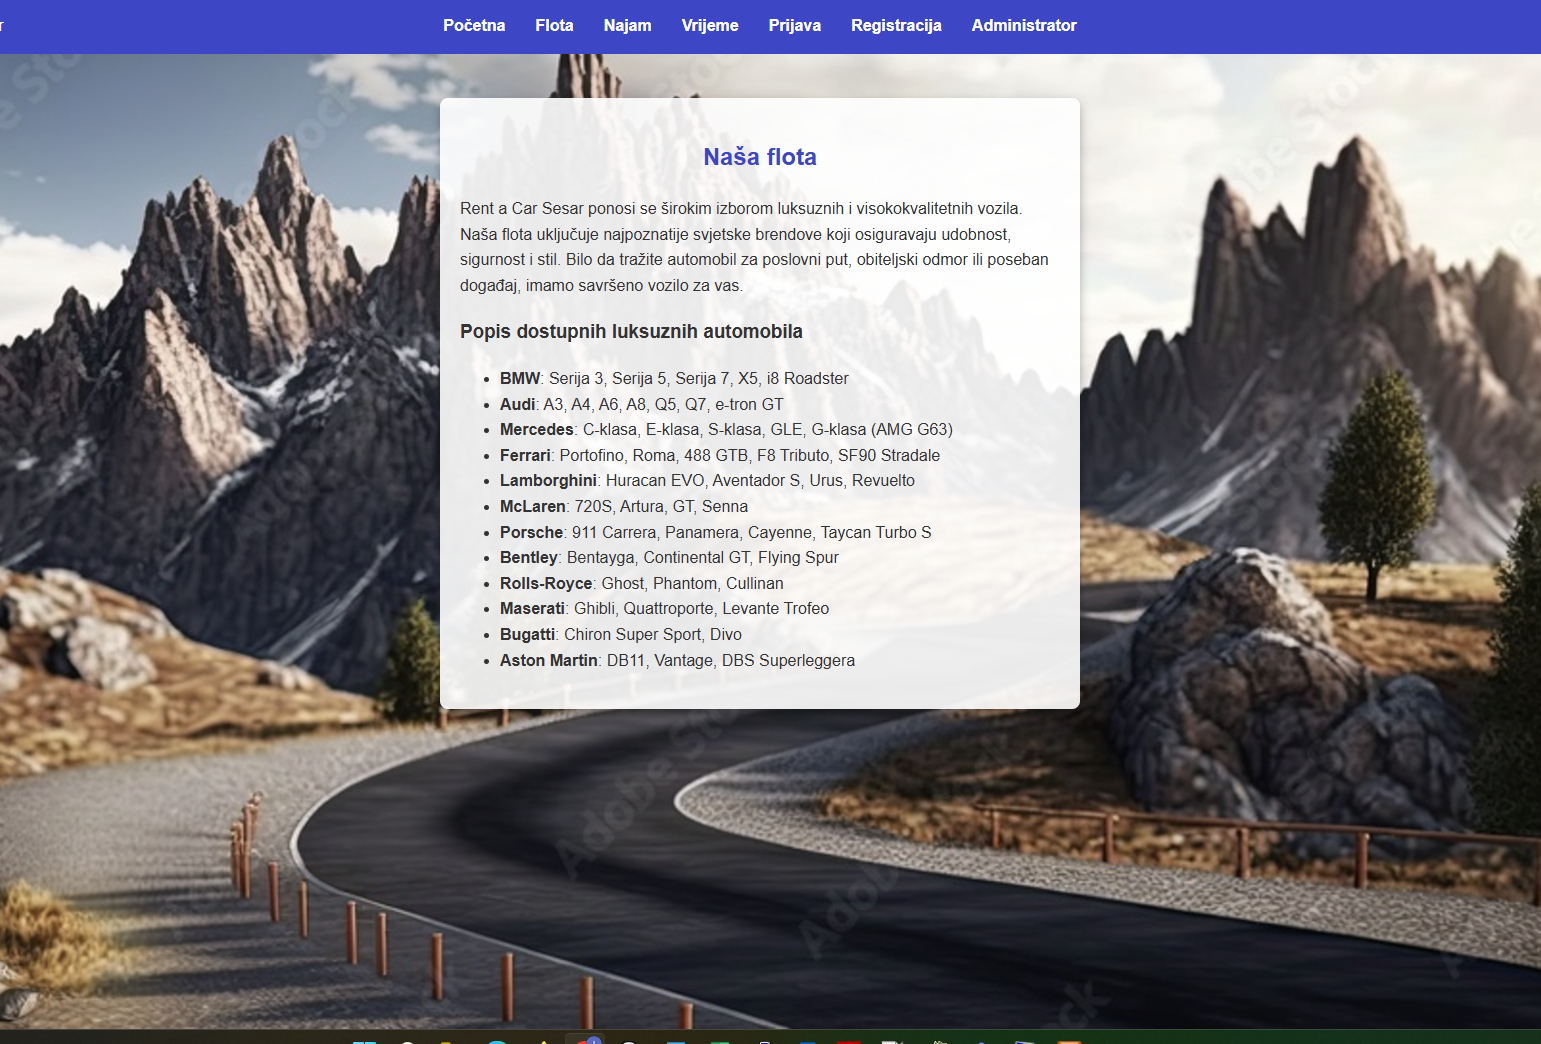 r
Početna Flota Najam Vrijeme Prijava Registracija Administrator
Naša flota
Rent a Car Sesar ponosi se širokim izborom luksuznih i visokokvalitetnih vozila.
Naša flota uključuje najpoznatije svjetske brendove koji osiguravaju udobnost,
sigurnost i stil. Bilo da tražite automobil za poslovni put, obiteljski odmor ili poseban
događaj, imamo savršeno vozilo za vas.
Popis dostupnih luksuznih automobila
• BMW: Serija 3, Serija 5, Serija 7, X5, i8 Roadster
• Audi: A3, A4, A6, A8, Q5, Q7, e-tron GT
• Mercedes: C-klasa, E-klasa, S-klasa, GLE, G-klasa (AMG G63)
• Ferrari: Portofino, Roma, 488 GTB, F8 Tributo, SF90 Stradale
• Lamborghini: Huracan EVO, Aventador S, Urus, Revuelto
• McLaren: 720S, Artura, GT, Senna
• Porsche: 911 Carrera, Panamera, Cayenne, Taycan Turbo S
• Bentley: Bentayga, Continental GT, Flying Spur
• Rolls-Royce: Ghost, Phantom, Cullinan
• Maserati: Ghibli, Quattroporte, Levante Trofeo
• Bugatti: Chiron Super Sport, Divo
• Aston Martin: DB11, Vantage, DBS Superleggera
Adobe Stock